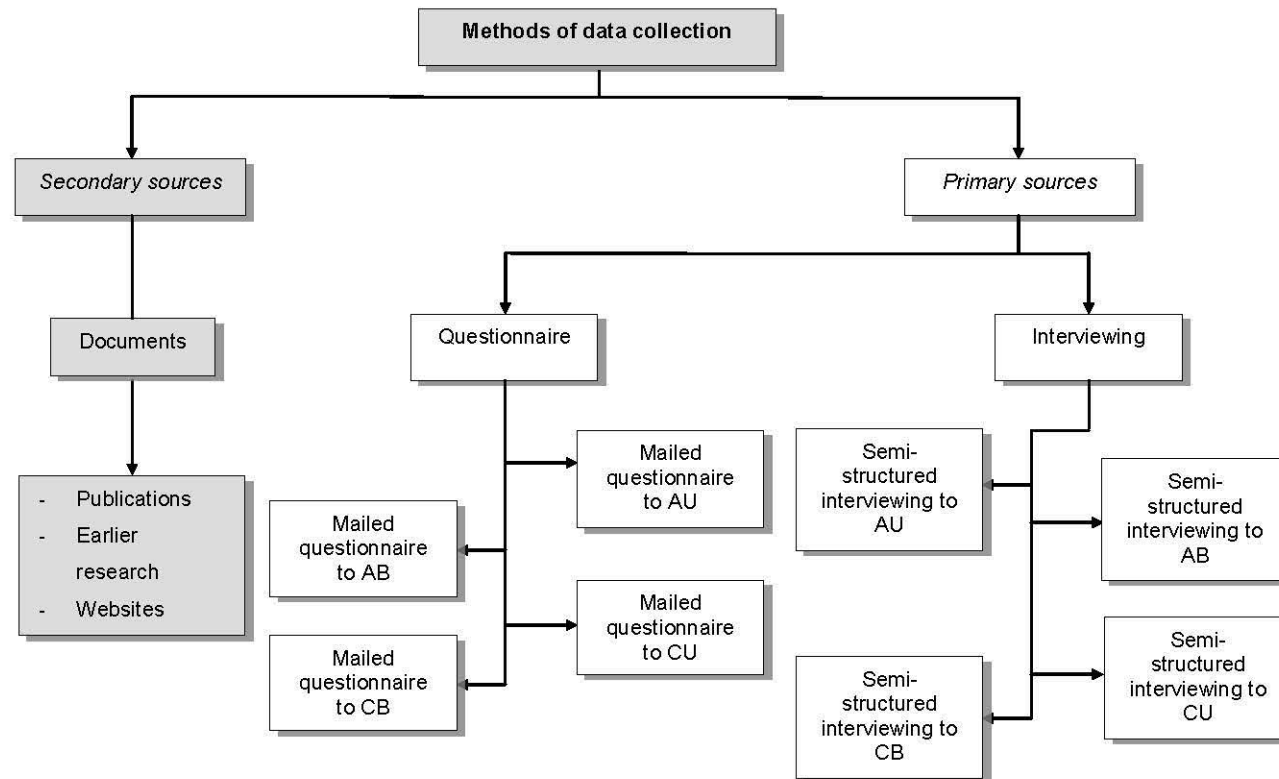 Methods of data collection
Secondary sources
Primary sources
Documents
Questionnaire
Interviewing
- Publications
- Earlier
research
- Websites
Mailed
questionnaire
to AU
Mailed
questionnaire
to AB
Mailed
questionnaire
to CU
Mailed
questionnaire
to CB
Semi-
structured
interviewing to
AU
Semi-
structured
interviewing to
AB
Semi-
structured
interviewing to
CU
Semi-
structured
interviewing to
CB